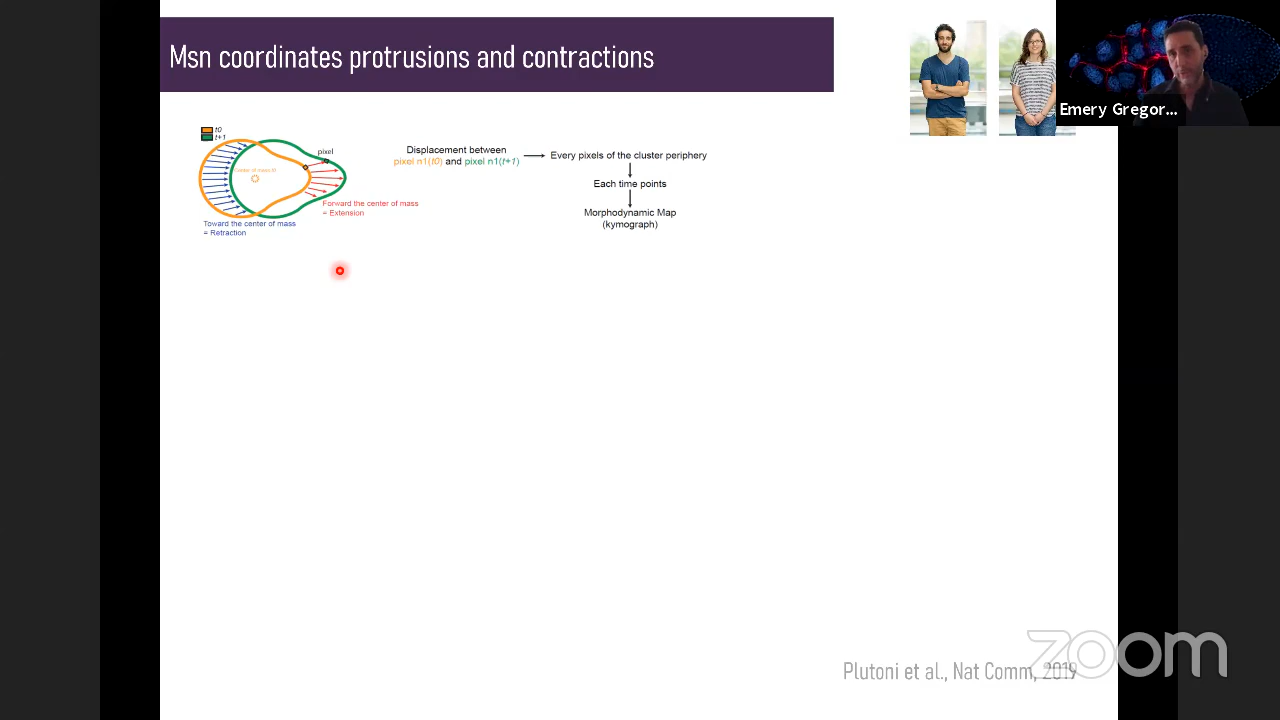 Msn coordinates protrusions and contractions
Emery Gregor...
t0
t+1
pixel
Center of mass t0
Forward the center of mass
= Extension
Toward the center of mass
= Retraction
Displacement between
pixel n1(t0) and pixel n1(t+1)
Every pixels of the cluster periphery
Each time points
Morphodynamic Map
(kymograph)
Plutoni et al., Nat Comm, 2019
zoom